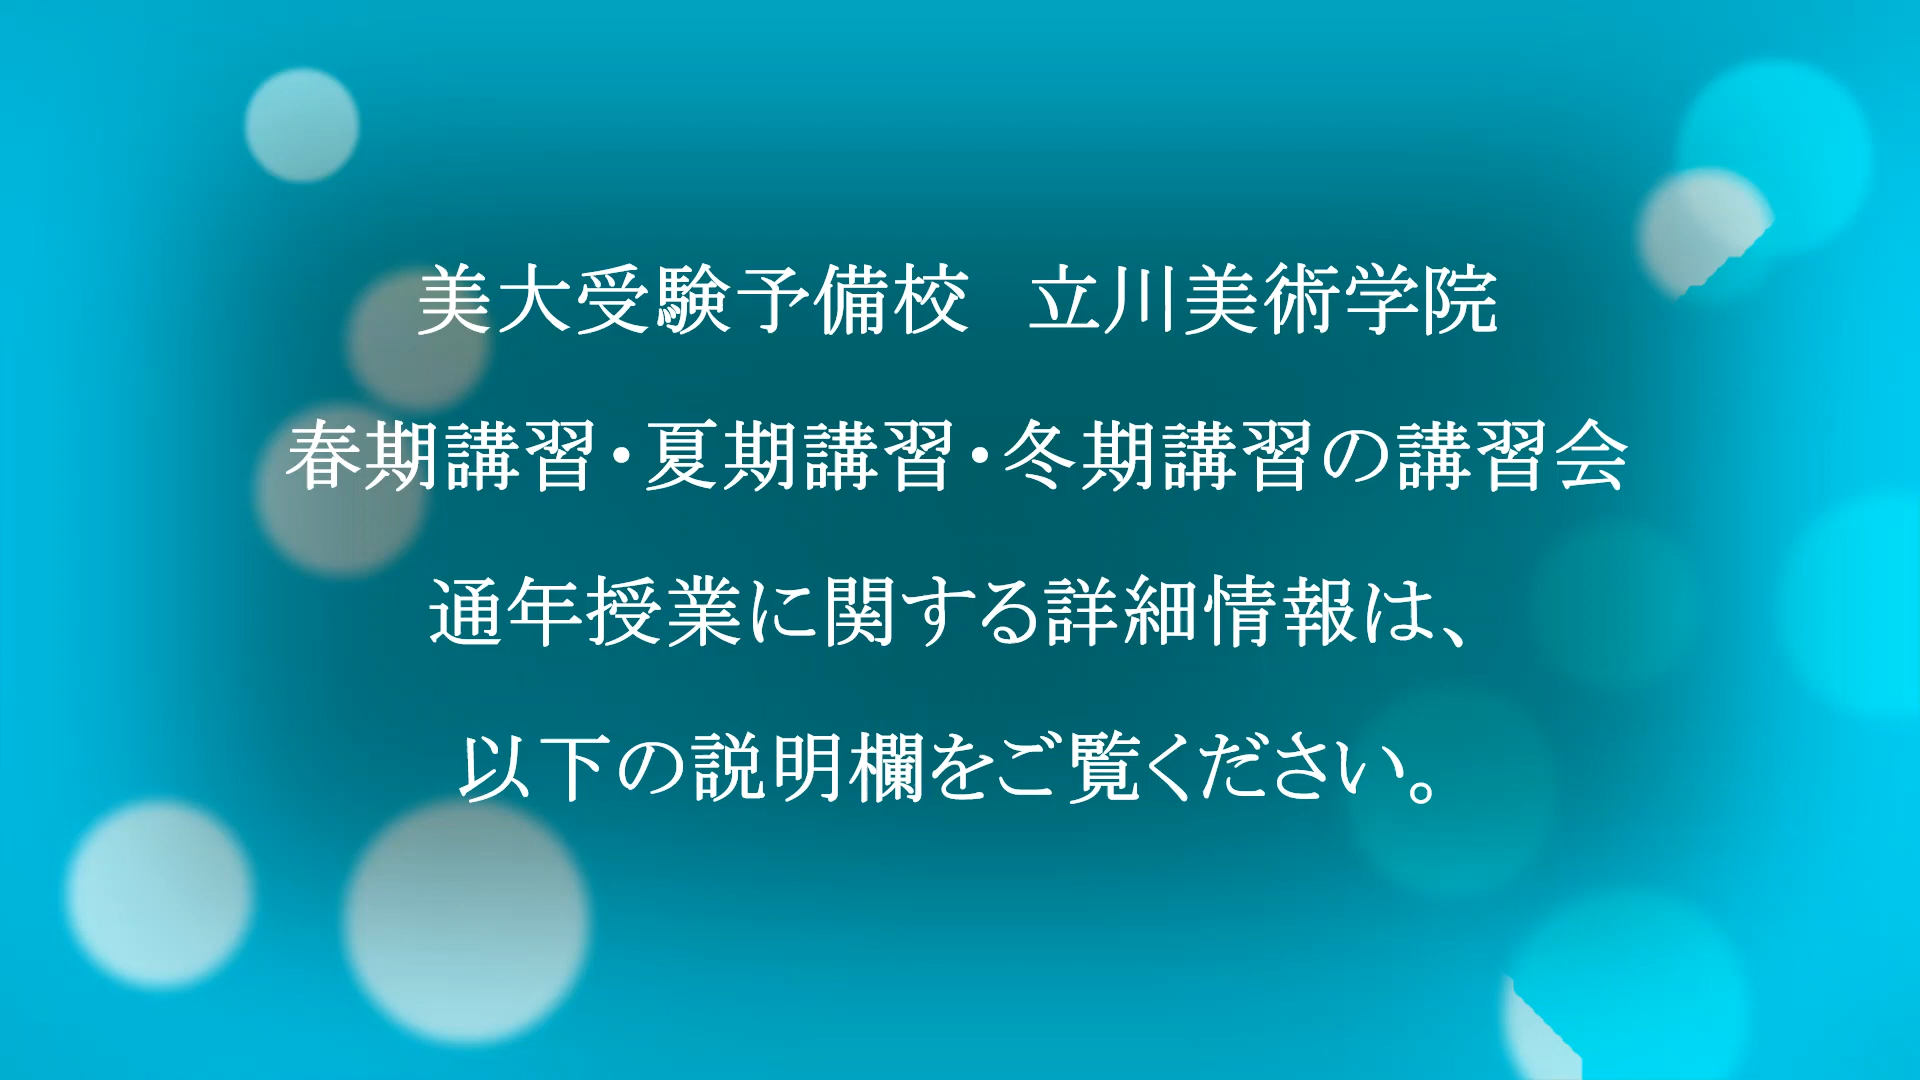 美大受験予備校　立川美術学院
春期講習・夏期講習・冬期講習の講習会
通年授業に関する詳細情報は、
以下の説明欄をご覧ください。